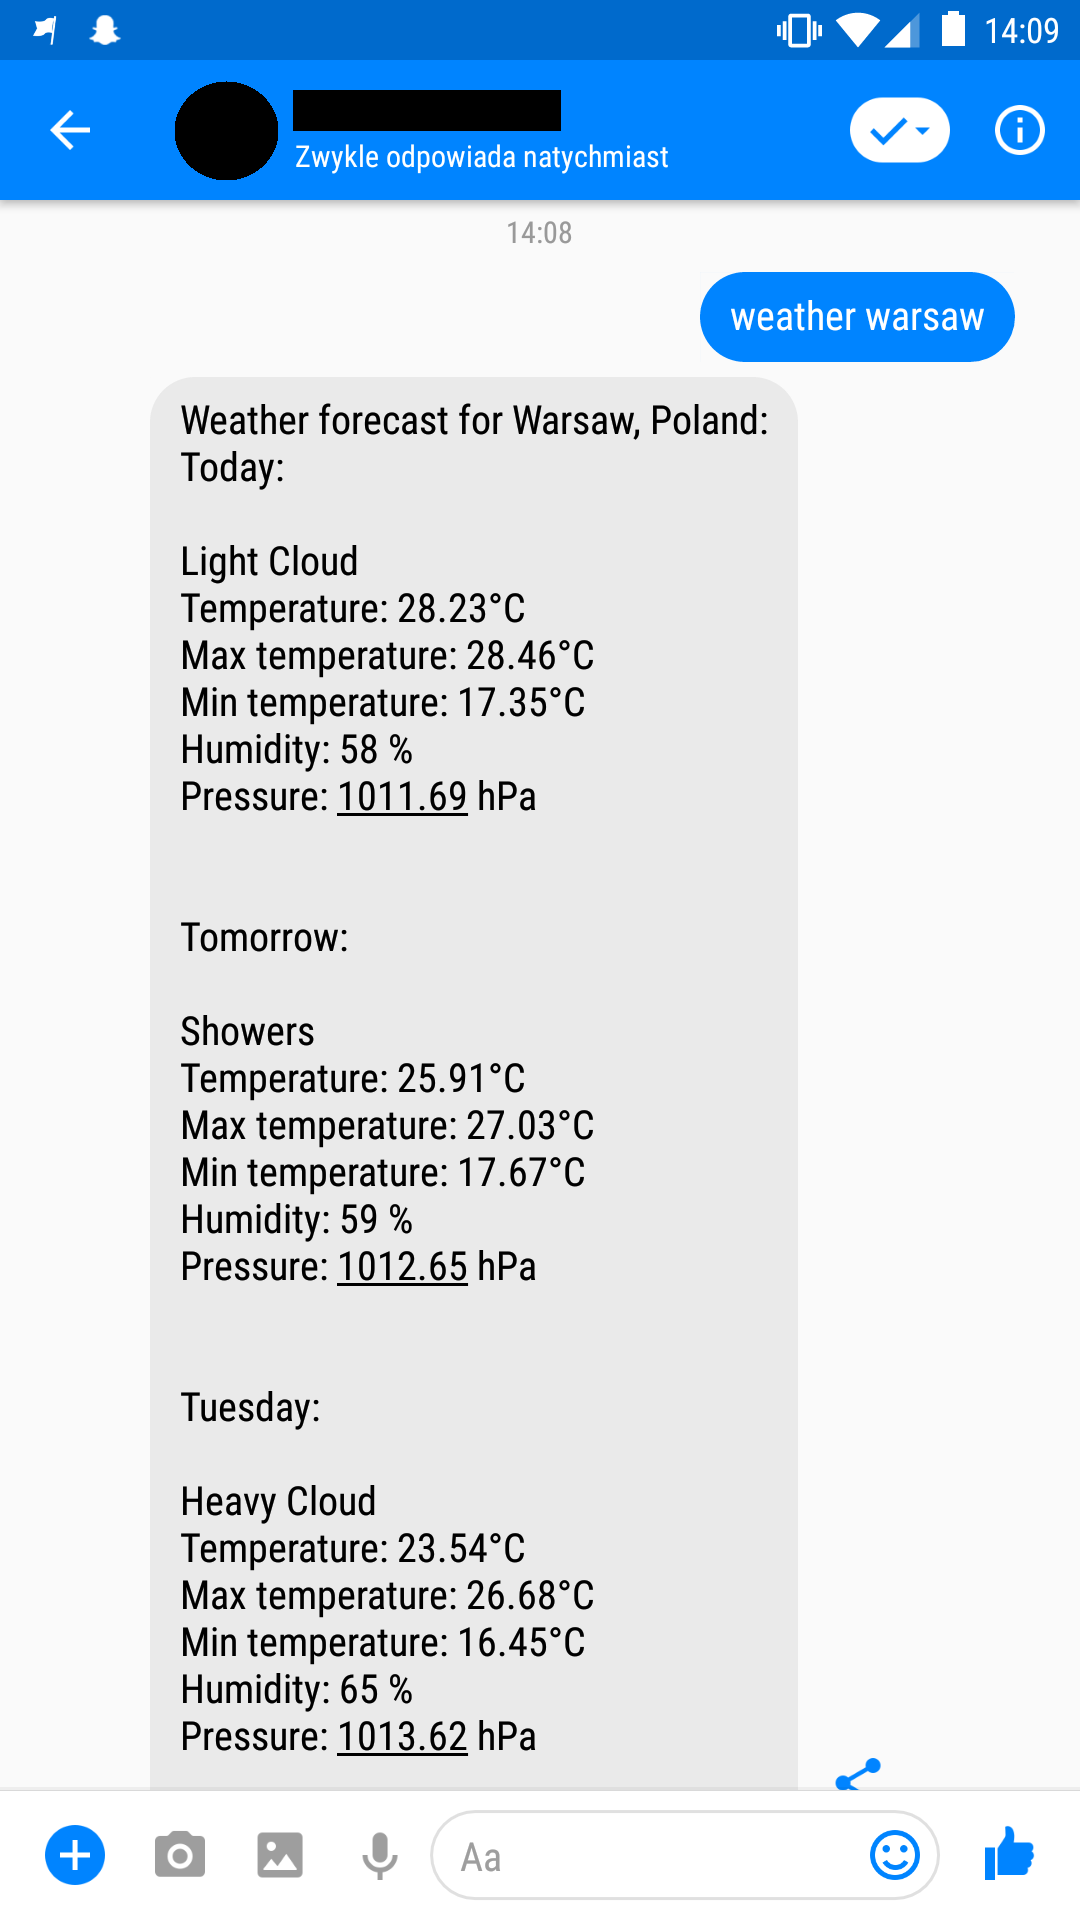 14:09
Zwykle odpowiada natychmiast
14:08
weather warsaw
Weather forecast for Warsaw, Poland:
Today:
Light Cloud
Temperature: 28.23°C
Max temperature: 28.46°C
Min temperature: 17.35°C
Humidity: 58 %
Pressure: 1011.69 hPa
Tomorrow:
Showers
Temperature: 25.91°C
Max temperature: 27.03°C
Min temperature: 17.67°C
Humidity: 59 %
Pressure: 1012.65 hPa
Tuesday:
Heavy Cloud
Temperature: 23.54°C
Max temperature: 26.68°C
Min temperature: 16.45°C
Humidity: 65 %
Pressure: 1013.62 hPa
Aa